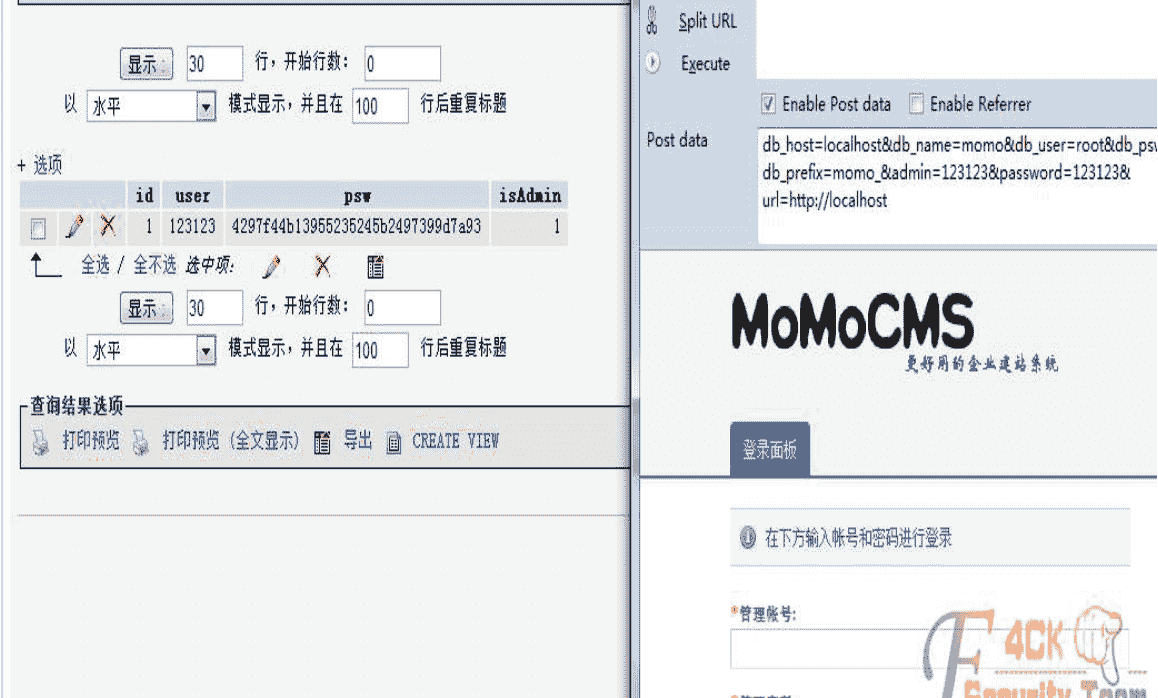 显示: 30 行，开始行数: 0
以 水平 模式显示，并且在 100 行后重复标题
+ 选项
id user psw isAdmin
1 123123 4297f44b13955235245b2497399d7a93 1
全选 / 全不选 选中项:
显示: 30 行，开始行数: 0
以 水平 模式显示，并且在 100 行后重复标题
查询结果选项
打印预览 打印预览 (全文显示) 导出 CREATE VIEW
Split URL
Execute
Enable Post data Enable Referrer
Post data
db_host=localhost&db_name=momo&db_user=root&db_psw
db_prefix=momo_&admin=123123&password=123123&
url=http://localhost
MoMoCMS
更好用的企业建站系统
登录面板
在下方输入帐号和密码进行登录
*管理帐号:
F4CK
Security Team